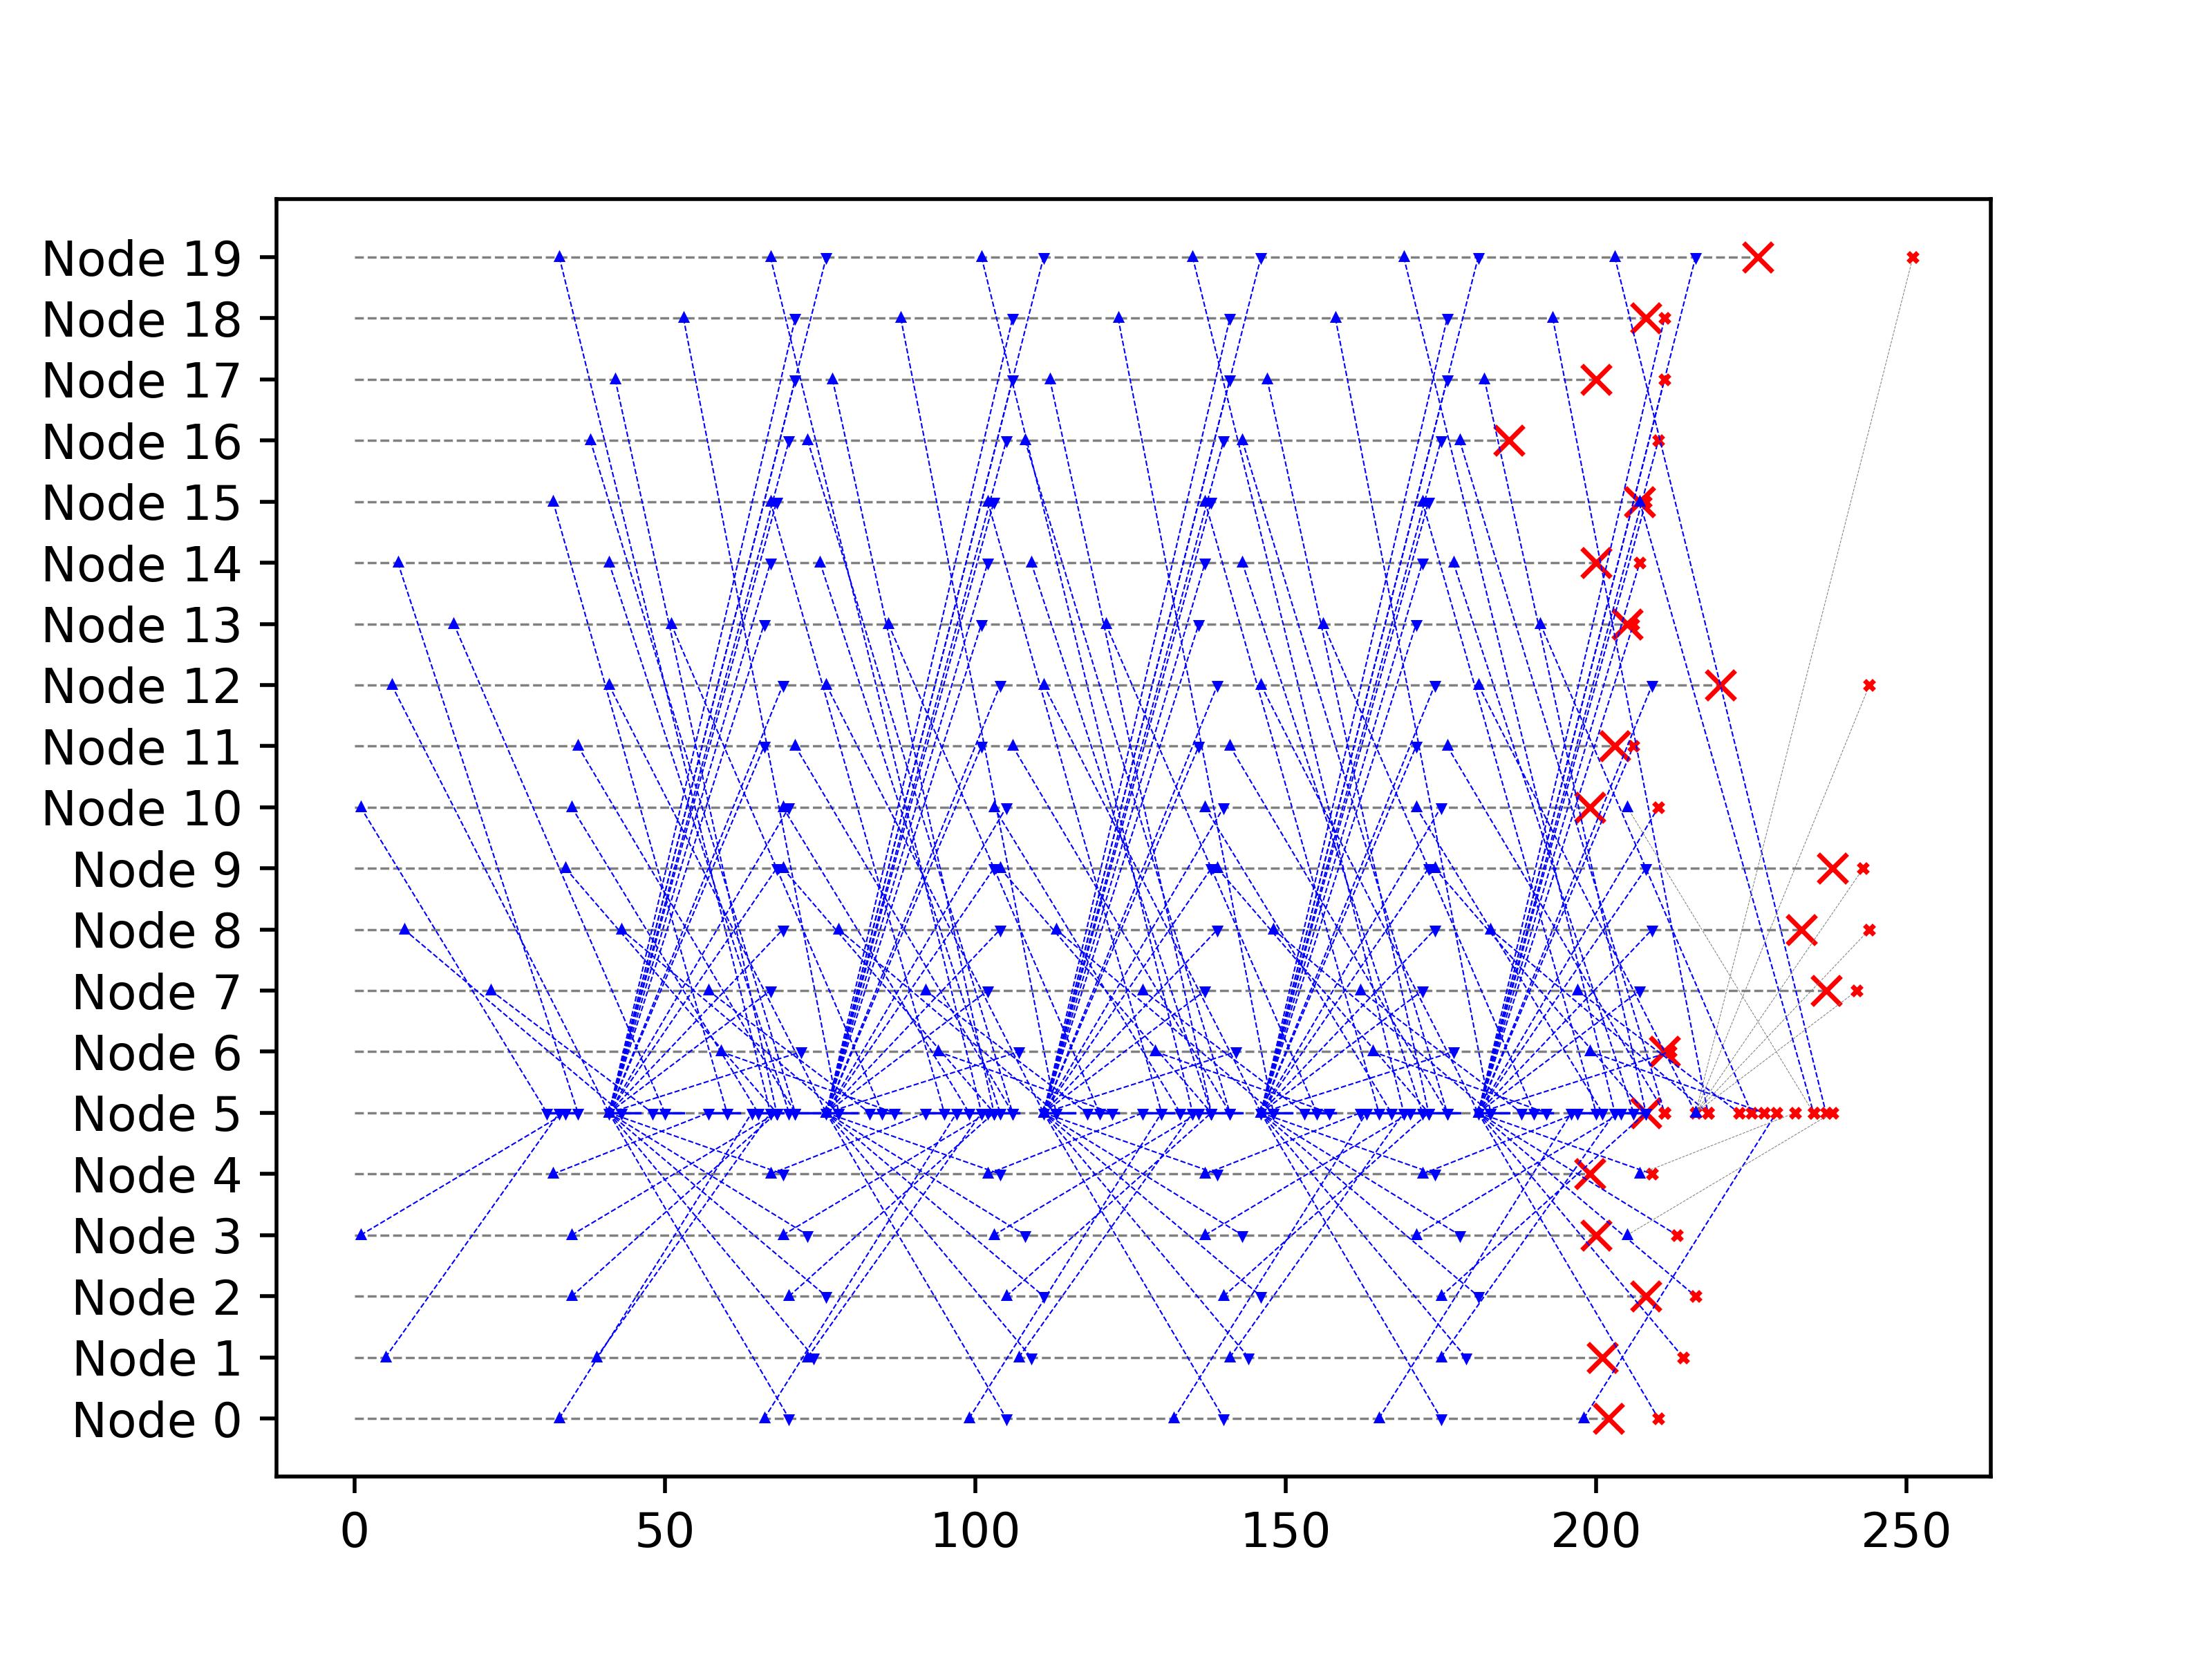 Node 19
Node 18
Node 17
Node 16
Node 15
Node 14
Node 13
Node 12
Node 11
Node 10
Node 9
Node 8
Node 7
Node 6
Node 5
Node 4
Node 3
Node 2
Node 1
Node 0
0 50 100 150 200 250